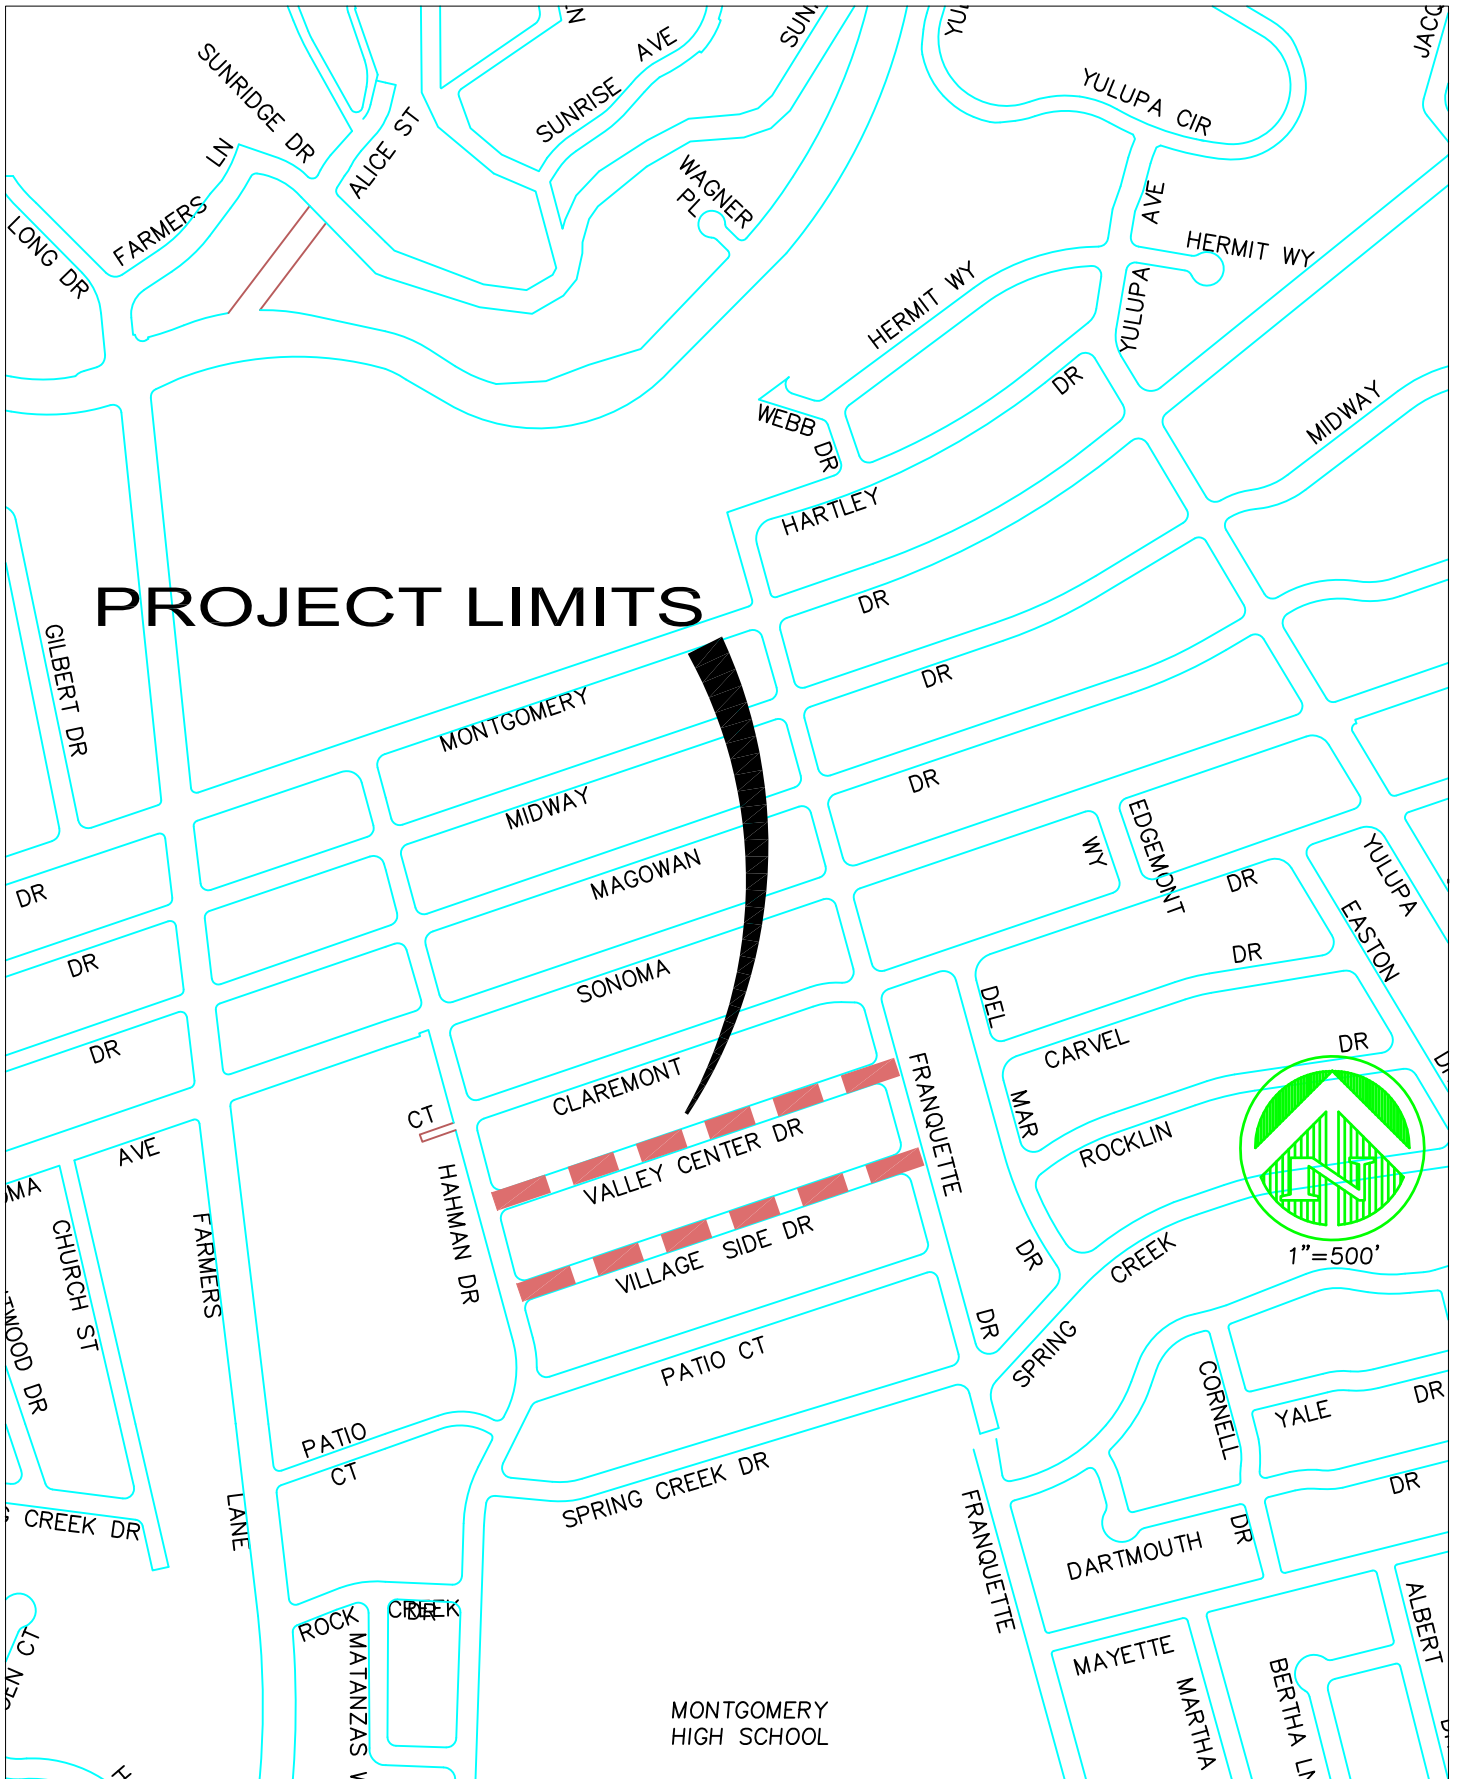 SUNRISE AVE
SUNRIDGE DR
ALICE ST
YULUPA CIR
FARMERS LN
LONG DR
WAGNER
PL
AVE
HERMIT WY
HERMIT WY
YULUPA
DR
MIDWAY
WEBB DR
HARTLEY
PROJECT LIMITS
DR
GILBERT DR
MONTGOMERY
DR
MIDWAY
DR
EDGEMONT
WY
MAGOWAN
YULUPA
DR
DR
EASTON
SONOMA
DR
DR
DEL
DR
CARVEL
DR
CLAREMONT
FRANQUETTE
MAR
CT
AVE
VALLEY CENTER DR
ROCKLIN
HAHMAN DR
FARMERS
CHURCH ST
VILLAGE SIDE DR
DR
CREEK
N
1"=500'
TWOOD DR
DR
SPRING
PATIO CT
CORNELL
DR
YALE
PATIO
CT
SPRING CREEK DR
DR
LANE
CREEK DR
FRANQUETTE
DR
DARTMOUTH
ROCK CREEK
DR
ALBERT
CT
MATANZAS
MAYETTE
MARTHA
BERTHA LN
MONTGOMERY
HIGH SCHOOL